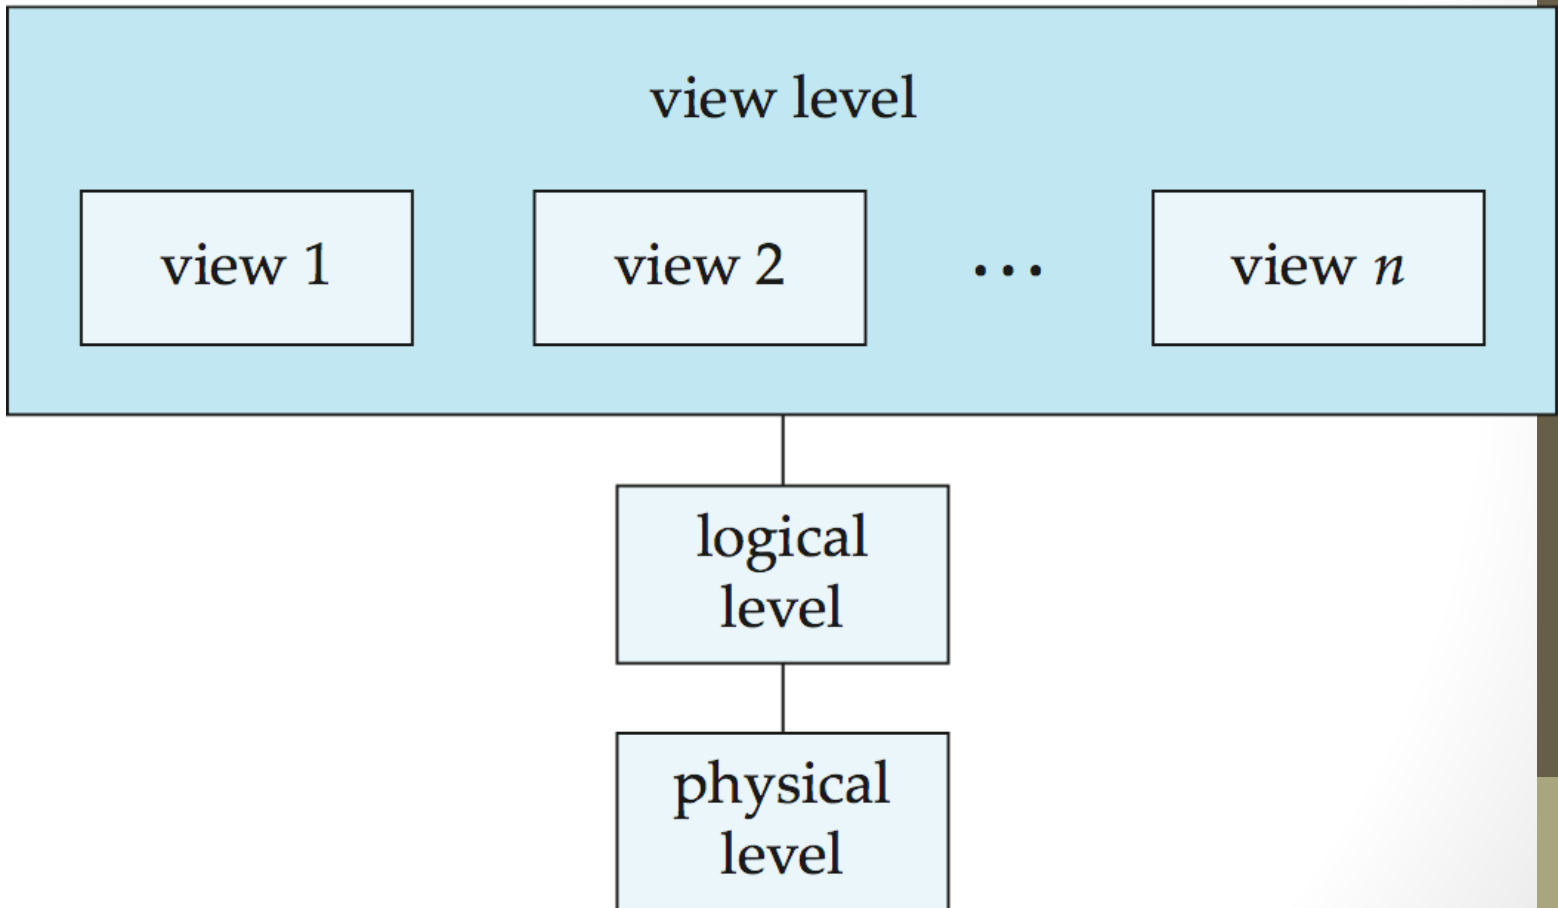 view level
view 1
view 2
...
view n
logical
level
physical
level